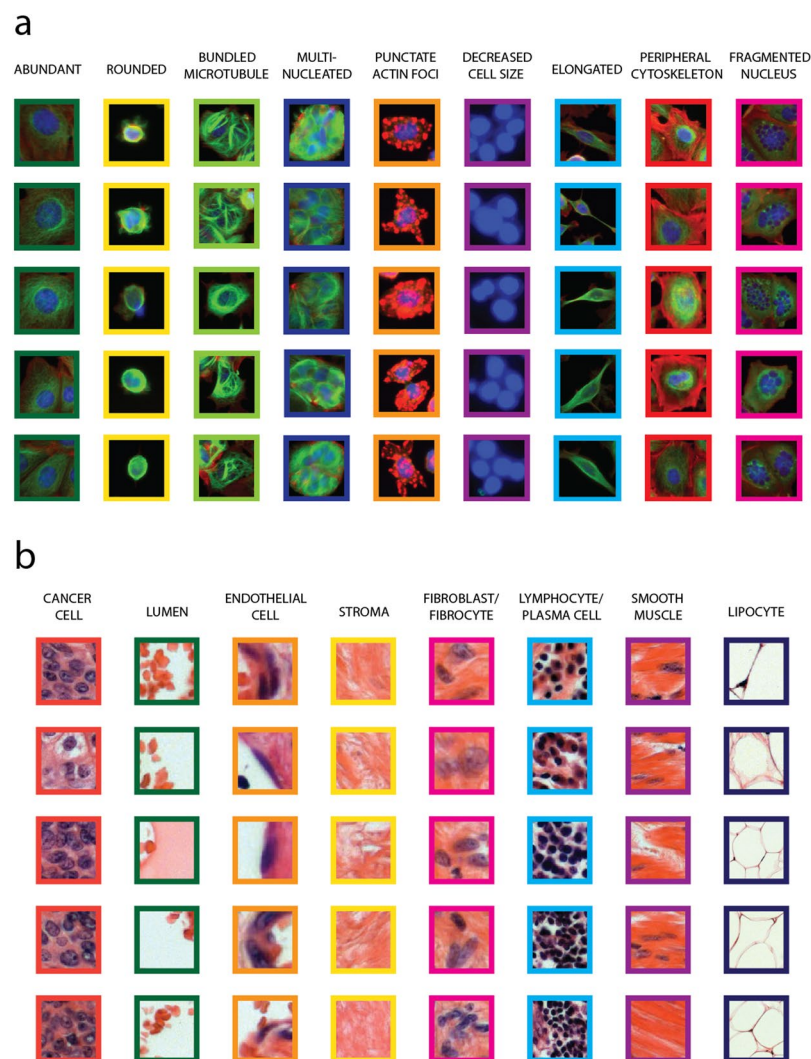 a
ABUNDANT
ROUNDED
BUNDLED
MICROTUBULE
MULTI-
NUCLEATED
PUNCTATE
ACTIN FOCI
DECREASED
CELL SIZE
ELONGATED
PERIPHERAL
CYTOSKELETON
FRAGMENTED
NUCLEUS
b
CANCER
CELL
LUMEN
ENDOTHELIAL
CELL
STROMA
FIBROBLAST/
FIBROCYTE
LYMPHOCYTE/
PLASMA CELL
SMOOTH
MUSCLE
LIPOCYTE